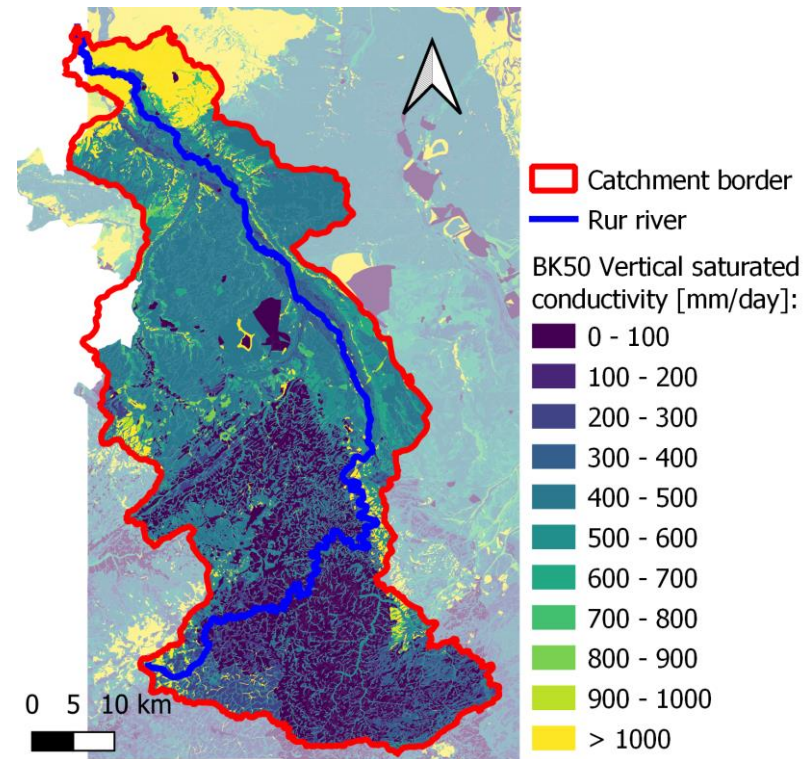 Catchment border
Rur river
BK50 Vertical saturated
conductivity [mm/day]:
0 - 100
100 - 200
200 - 300
300 - 400
400 - 500
500 - 600
600 - 700
700 - 800
800 - 900
900 - 1000
> 1000
0 5 10 km